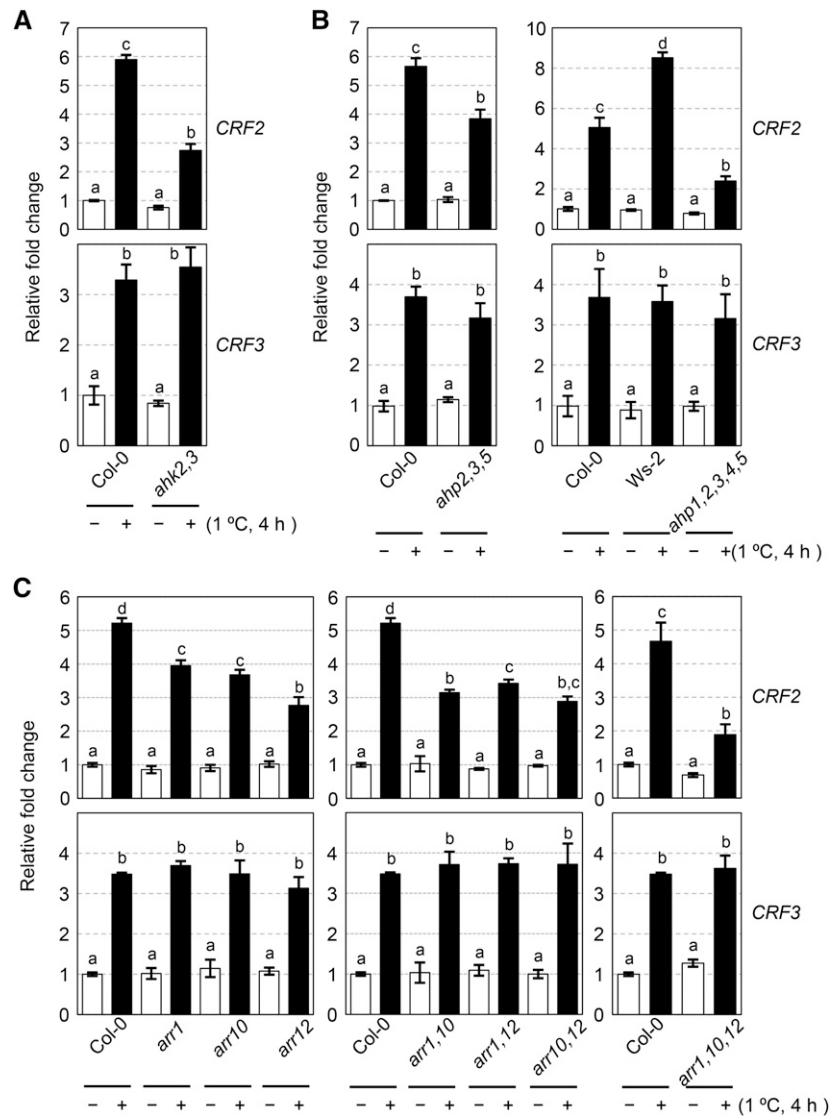 A
B
Relative fold change
7
6
5
4
3
2
1
0
a
c
a
b
7
6
5
4
3
2
1
0
a
c
a
b
10
8
6
4
2
0
a
c
a
d
a
b
CRF2
CRF2
3
2
1
0
a
b
a
b
CRF3
4
3
2
1
0
a
b
a
b
4
3
2
1
0
a
b
a
b
a
b
CRF3
Col-0
ahk2,3
− + − + (1 ºC, 4 h )
Col-0
ahp2,3,5
− + − +
Col-0
Ws-2
ahp1,2,3,4,5
− + − + − + (1 ºC, 4 h )
C
Relative fold change
6
5
4
3
2
1
0
a
d
a
c
a
c
a
b
6
5
4
3
2
1
0
a
d
a
b
a
c
a
b,c
6
5
4
3
2
1
0
a
c
a
b
CRF2
4
3
2
1
0
a
b
a
b
a
b
a
b
4
3
2
1
0
a
b
a
b
a
b
a
b
4
3
2
1
0
a
b
a
b
CRF3
Col-0
arr1
arr10
arr12
− + − + − + − +
Col-0
arr1,10
arr1,12
arr10,12
− + − + − + − +
Col-0
arr1,10,12
− + − + (1 ºC, 4 h )